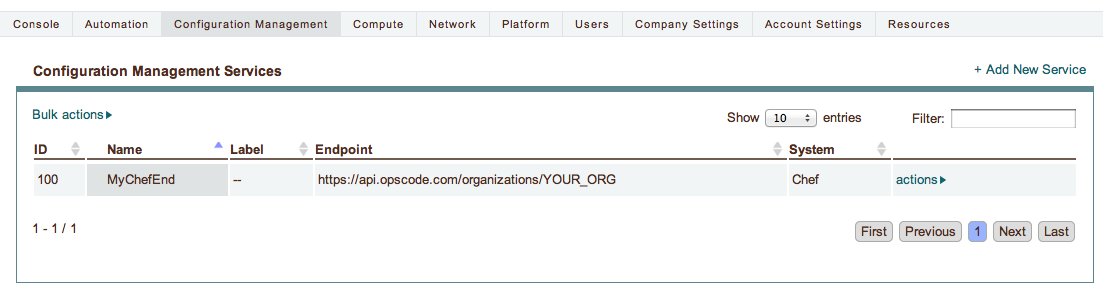 Console Automation Configuration Management Compute Network Platform Users Company Settings Account Settings Resources
Configuration Management Services + Add New Service
Bulk actions Show 10 entries Filter:
ID Name Label Endpoint System
100 MyChefEnd -- https://api.opscode.com/organizations/YOUR_ORG Chef actions
1 - 1 / 1 First Previous 1 Next Last